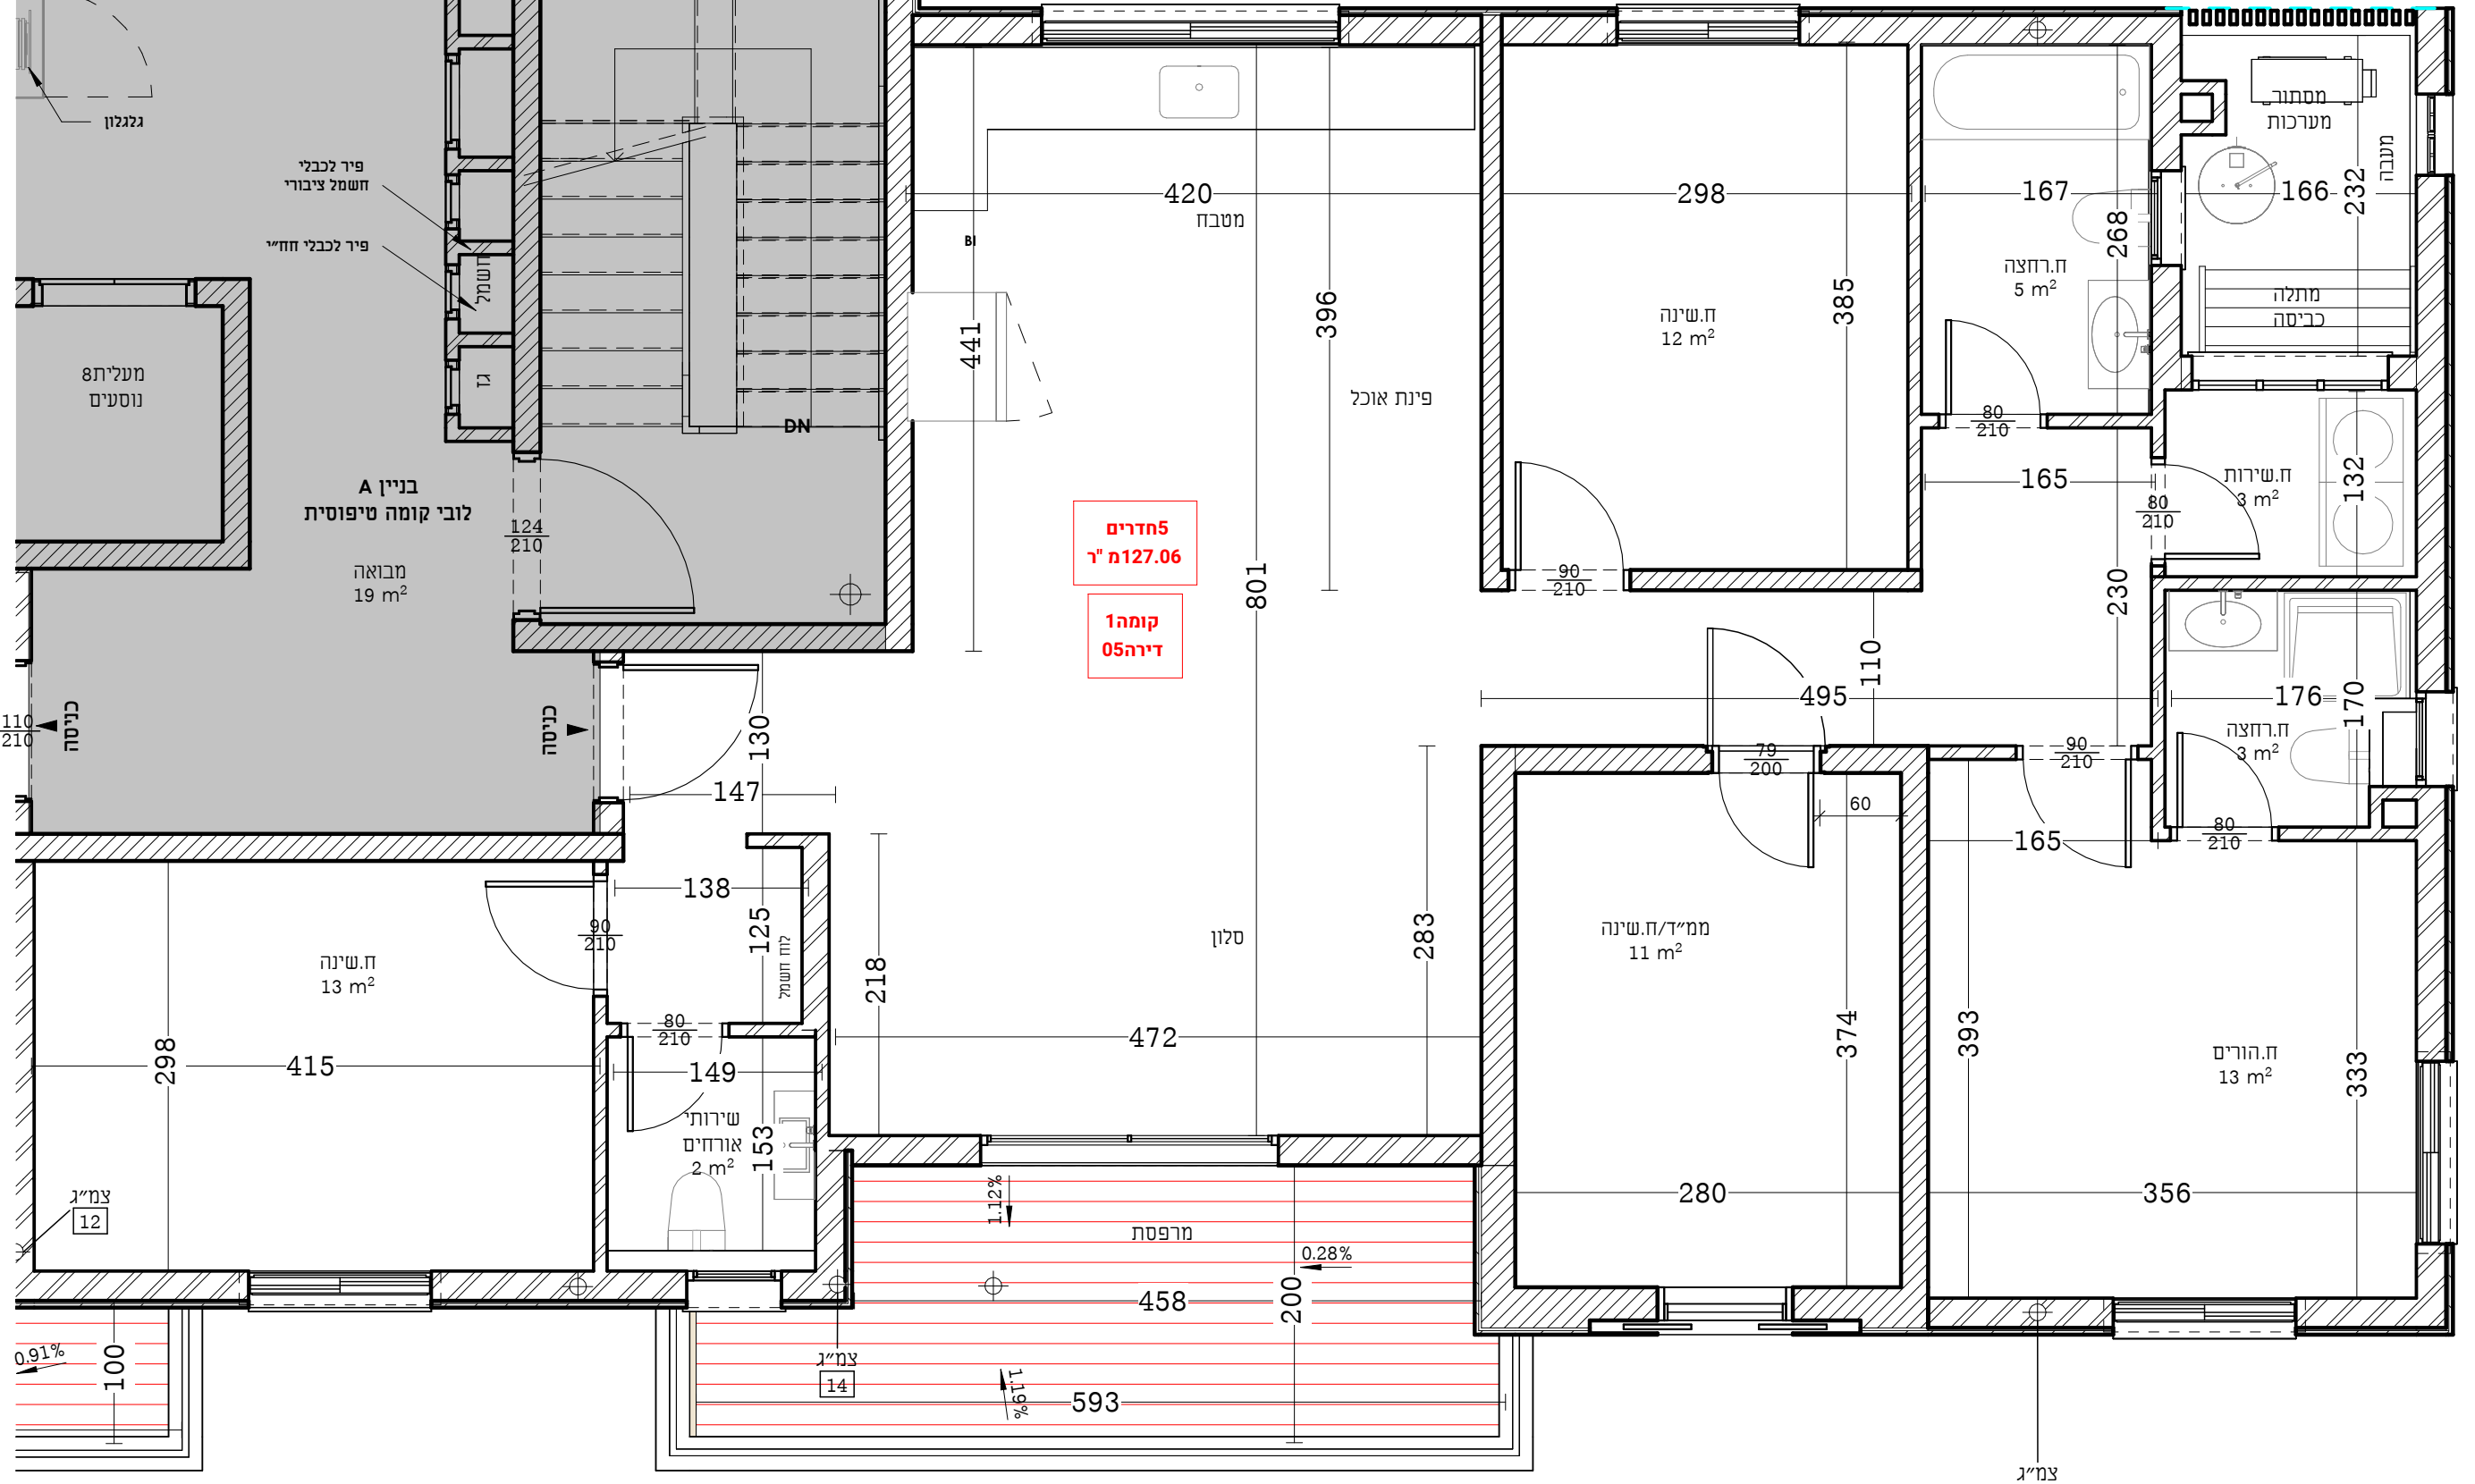 גלגלון
פיר לכבלי
חשמל ציבורי
פיר לכבלי חח״י
חשמל
גז
מעלית8
נוסעים
בניין A
לובי קומה טיפוסית
מבואה
19 m²
124
210
DN
110
210
כניסה
כניסה
420
מטבח
BI
441
396
פינת אוכל
801
5חדרים
127.06מ "ר
קומה1
דירה05
298
ח.שינה
12 m²
385
90
210
167
268
ח.רחצה
5 m²
80
210
מסתור
מערכות
מעבה
166
232
מתלה
כביסה
165
230
ח.שירות
3 m²
132
80
210
110
495
176
170
ח.רחצה
3 m²
80
210
79
200
60
90
210
165
130
147
138
125
לוח חשמל
90
210
80
210
ח.שינה
13 m²
298
415
149
153
שירותי
אורחים
2 m²
218
סלון
283
472
ממ״ד/ח.שינה
11 m²
374
280
393
ח.הורים
13 m²
333
356
צמ״ג
12
0.91%
100
1.12%
מרפסת
0.28%
458
200
צמ״ג
14
1.19%
593
צמ״ג